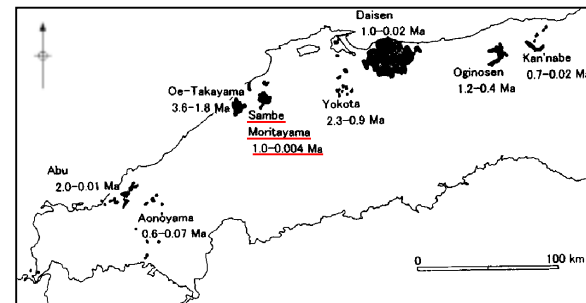 Daisen
1.0-0.02 Ma
Kan'nabe
0.7-0.02 Ma
Oginosen
1.2-0.4 Ma
Oe-Takayama
3.6-1.8 Ma
Sambe
Moritayama
1.0-0.004 Ma
Yokota
2.3-0.9 Ma
Abu
2.0-0.01 Ma
Aonoyama
0.6-0.07 Ma
0 100 km